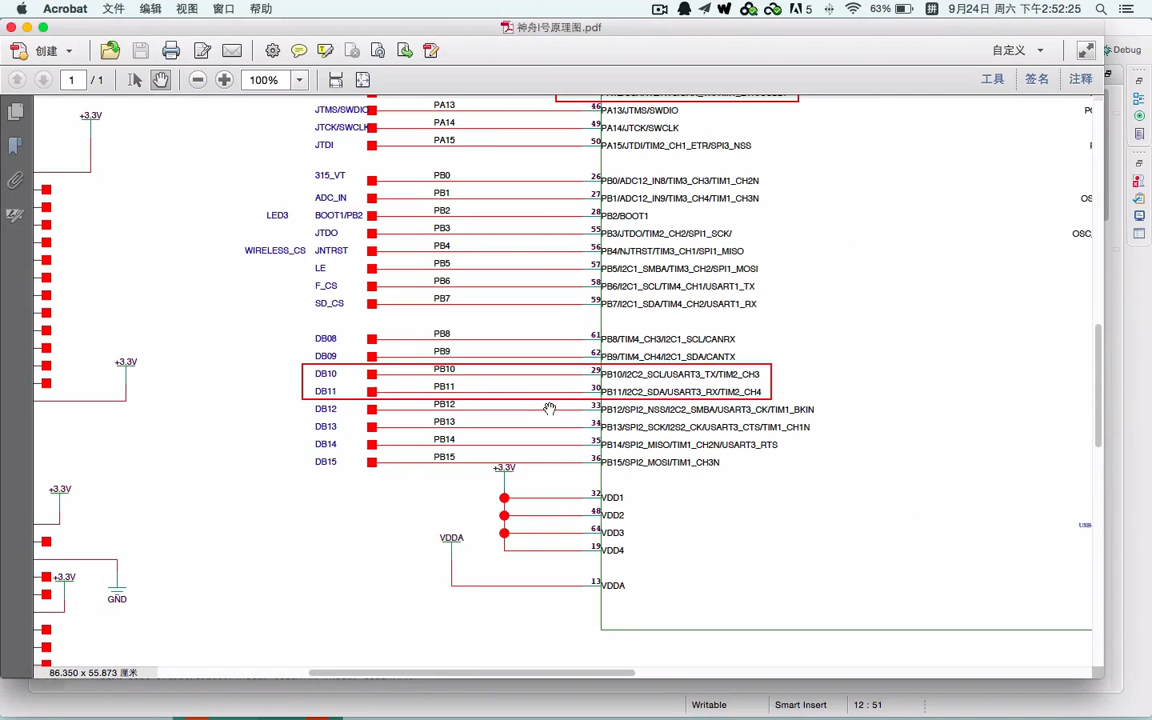 Acrobat 文件 编辑 视图 窗口 帮助 63% 9月24日 周六 下午2:52:25
神舟I号原理图.pdf
创建 自定义 Debug
1 / 1 100% 工具 签名 注释
+3.3V
JTMS/SWDIO PA13 46 PA13/JTMS/SWDIO
JTCK/SWCLK PA14 49 PA14/JTCK/SWCLK
JTDI PA15 50 PA15/JTDI/TIM2_CH1_ETR/SPI3_NSS
315_VT PB0 26 PB0/ADC12_IN8/TIM3_CH3/TIM1_CH2N
ADC_IN PB1 27 PB1/ADC12_IN9/TIM3_CH4/TIM1_CH3N
LED3 BOOT1/PB2 PB2 28 PB2/BOOT1
JTDO PB3 55 PB3/JTDO/TIM2_CH2/SPI1_SCK/
WIRELESS_CS JNTRST PB4 56 PB4/NJTRST/TIM3_CH1/SPI1_MISO
LE PB5 57 PB5/I2C1_SMBA/TIM3_CH2/SPI1_MOSI
F_CS PB6 58 PB6/I2C1_SCL/TIM4_CH1/USART1_TX
SD_CS PB7 59 PB7/I2C1_SDA/TIM4_CH2/USART1_RX
DB08 PB8 61 PB8/TIM4_CH3/I2C1_SCL/CANRX
DB09 PB9 62 PB9/TIM4_CH4/I2C1_SDA/CANTX
+3.3V
DB10 PB10 29 PB10/I2C2_SCL/USART3_TX/TIM2_CH3
DB11 PB11 30 PB11/I2C2_SDA/USART3_RX/TIM2_CH4
DB12 PB12 33 PB12/SPI2_NSS/I2C2_SMBA/USART3_CK/TIM1_BKIN
DB13 PB13 34 PB13/SPI2_SCK/I2S2_CK/USART3_CTS/TIM1_CH1N
DB14 PB14 35 PB14/SPI2_MISO/TIM1_CH2N/USART3_RTS
DB15 PB15 36 PB15/SPI2_MOSI/TIM1_CH3N
+3.3V
+3.3V
32 VDD1
48 VDD2
64 VDD3
VDDA
19 VDD4
+3.3V
13 VDDA
GND
86.350 x 55.873 厘米
Writable Smart Insert 12 : 51